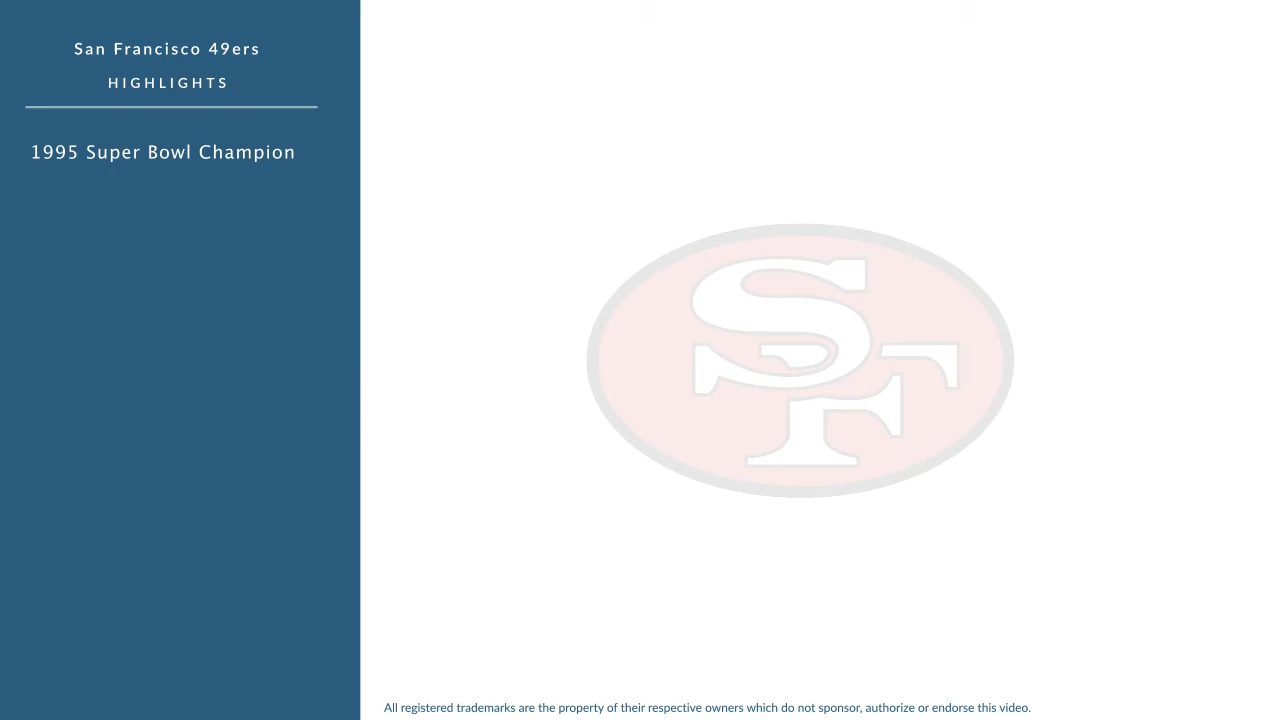 San Francisco 49ers
HIGHLIGHTS
1995 Super Bowl Champion
SF
All registered trademarks are the property of their respective owners which do not sponsor, authorize or endorse this video.